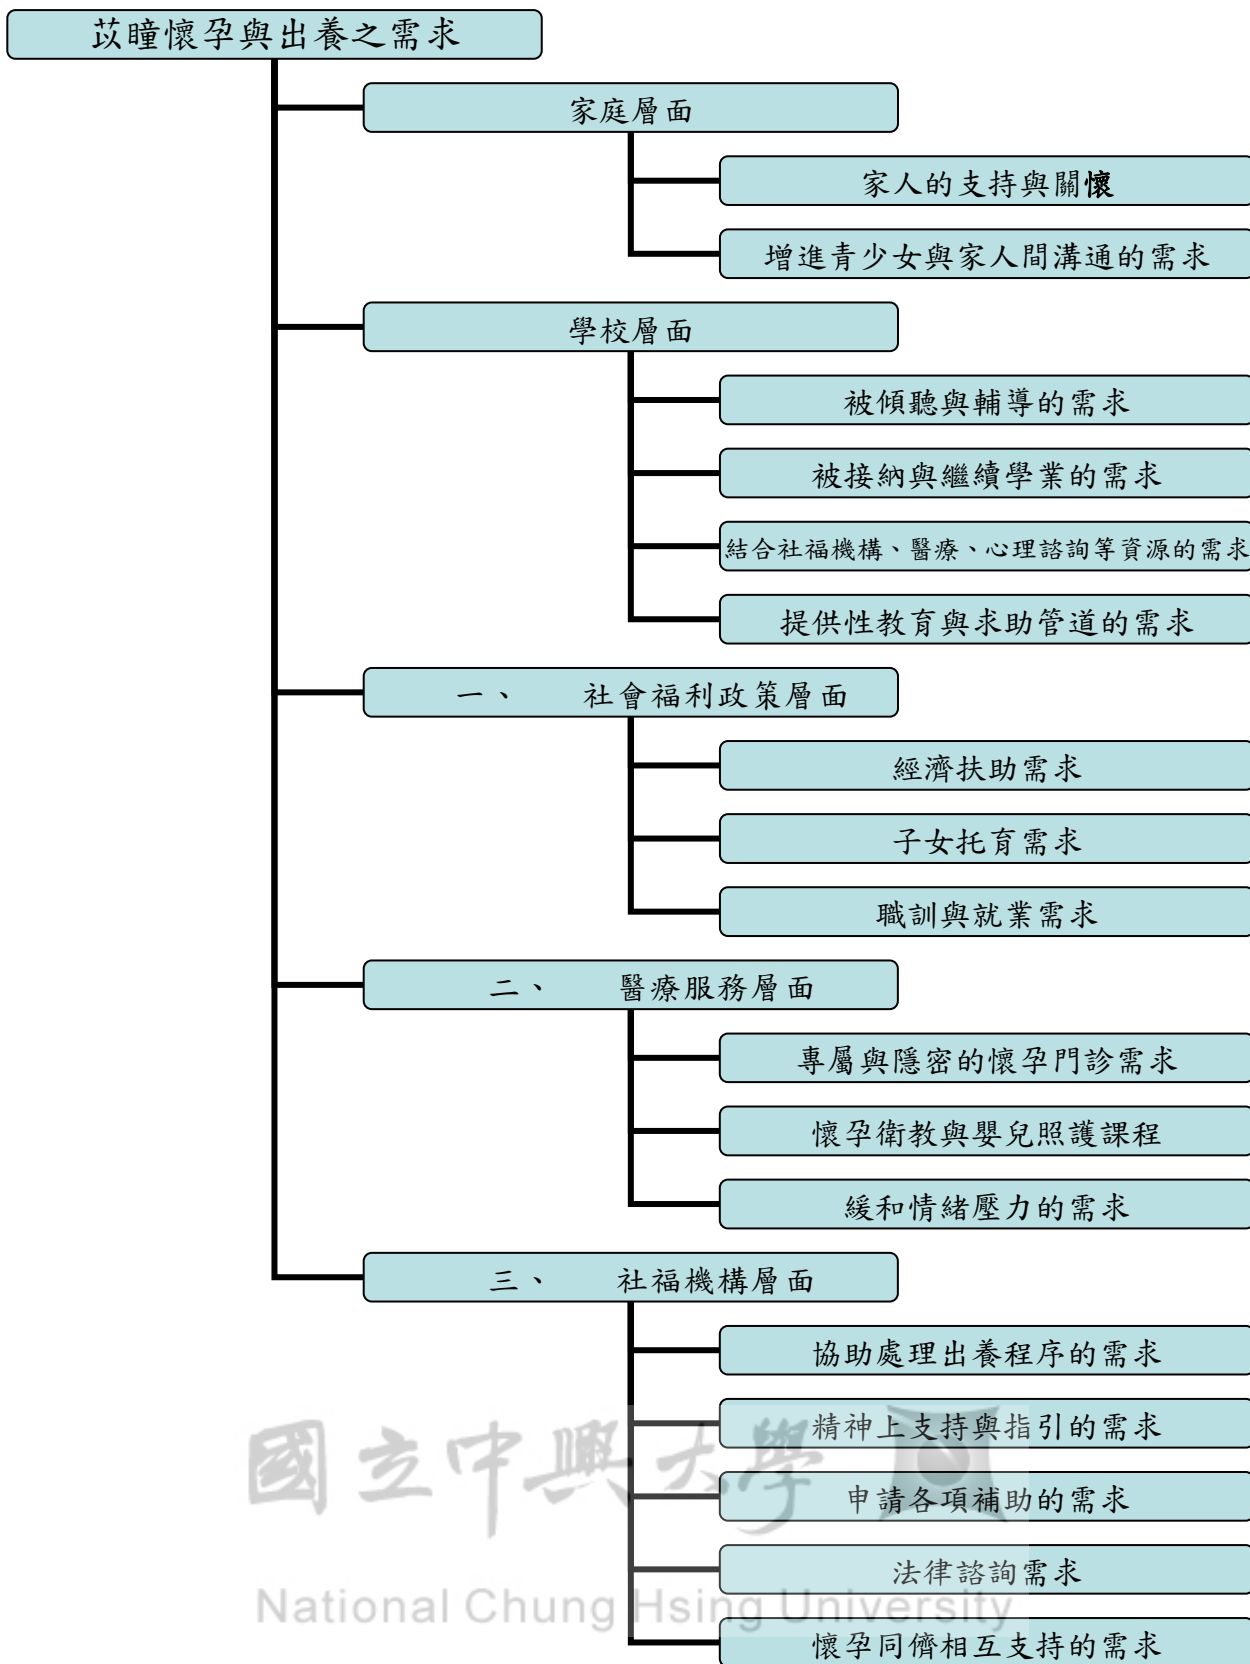 苡瞳懷孕與出養之需求
家庭層面
家人的支持與關懷
增進青少女與家人間溝通的需求
學校層面
被傾聽與輔導的需求
被接納與繼續學業的需求
結合社福機構、醫療、心理諮詢等資源的需求
提供性教育與求助管道的需求
一、 社會福利政策層面
經濟扶助需求
子女托育需求
職訓與就業需求
二、 醫療服務層面
專屬與隱密的懷孕門診需求
懷孕衛教與嬰兒照護課程
緩和情緒壓力的需求
三、 社福機構層面
協助處理出養程序的需求
精神上支持與指引的需求
申請各項補助的需求
法律諮詢需求
懷孕同儕相互支持的需求
國立中興大學
National Chung Hsing University